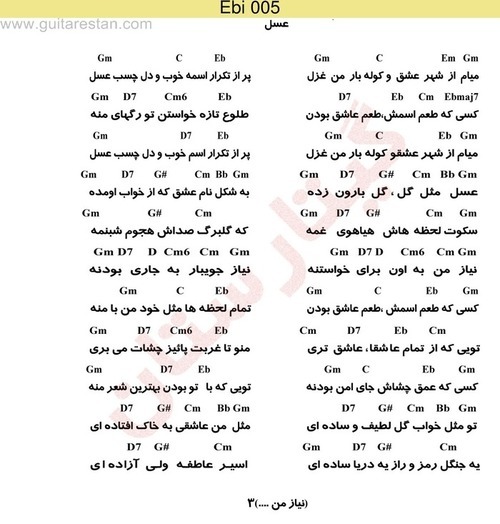 Ebi 005
www.guitarestan.com
عسل
Gm C Em Gm
میام از شهر عشق و کوله بار من غزل
Gm C Eb
پر از تکرار اسمه خوب و دل چسب عسل
D7 Eb Cm Ebmaj7
کسی که طعم اسمش،طعم عاشق بودن
Gm D7 Cm6 Eb
طلوع تازه خواستن تو رگهای منه
Gm C Eb Gm
میام از شهر عشقو کوله بار من غزل
Gm D7 Eb
پر از تکرار اسم خوب و دل چسب عسل
Gm D7 G# Cm Bb Gm
عسل مثل گل ، گل بارون زده
Gm D7 G# Cm Bb Gm
به شکل نام عشق که از خواب اومده
Gm D7 G# Cm Gm
سکوت لحظه هاش هیاهوی غمه
Gm G# Cm
که گلبرگ صداش هجوم شبنمه
Gm D7 D Cm6 Cm Gm
نیاز من به اون برای خواستنه
Gm D7 D Cm6 Cm Gm
نیاز جویبار به جاری بودنه
Gm C Eb
کسی که طعم اسمش ،طعم عاشق بودن
Gm C Eb
تمام لحظه ها مثل خود من با منه
Cm D7 Eb Cm
تویی که از تمام عاشقا، عاشق تری
Gm D7 Cm6 Eb
منو تا غربت پائیز چشات می بری
Gm C Eb Gm
کسی که عمق چشاش جای امن بودنه
Gm D7 Eb
تویی که با تو بودن بهترین شعر منه
D7 G# Cm Bb Gm
تو مثل خواب گل لطیف و ساده ای
D7 G# Cm Bb Gm
مثل من عاشقی به خاک افتاده ای
Gm D7 G# Cm
یه جنگل رمز و راز یه دریا ساده ای
D7 G# Cm
اسیر عاطفه ولی آزاده ای
(نیاز من ....)۳
گیتارستان